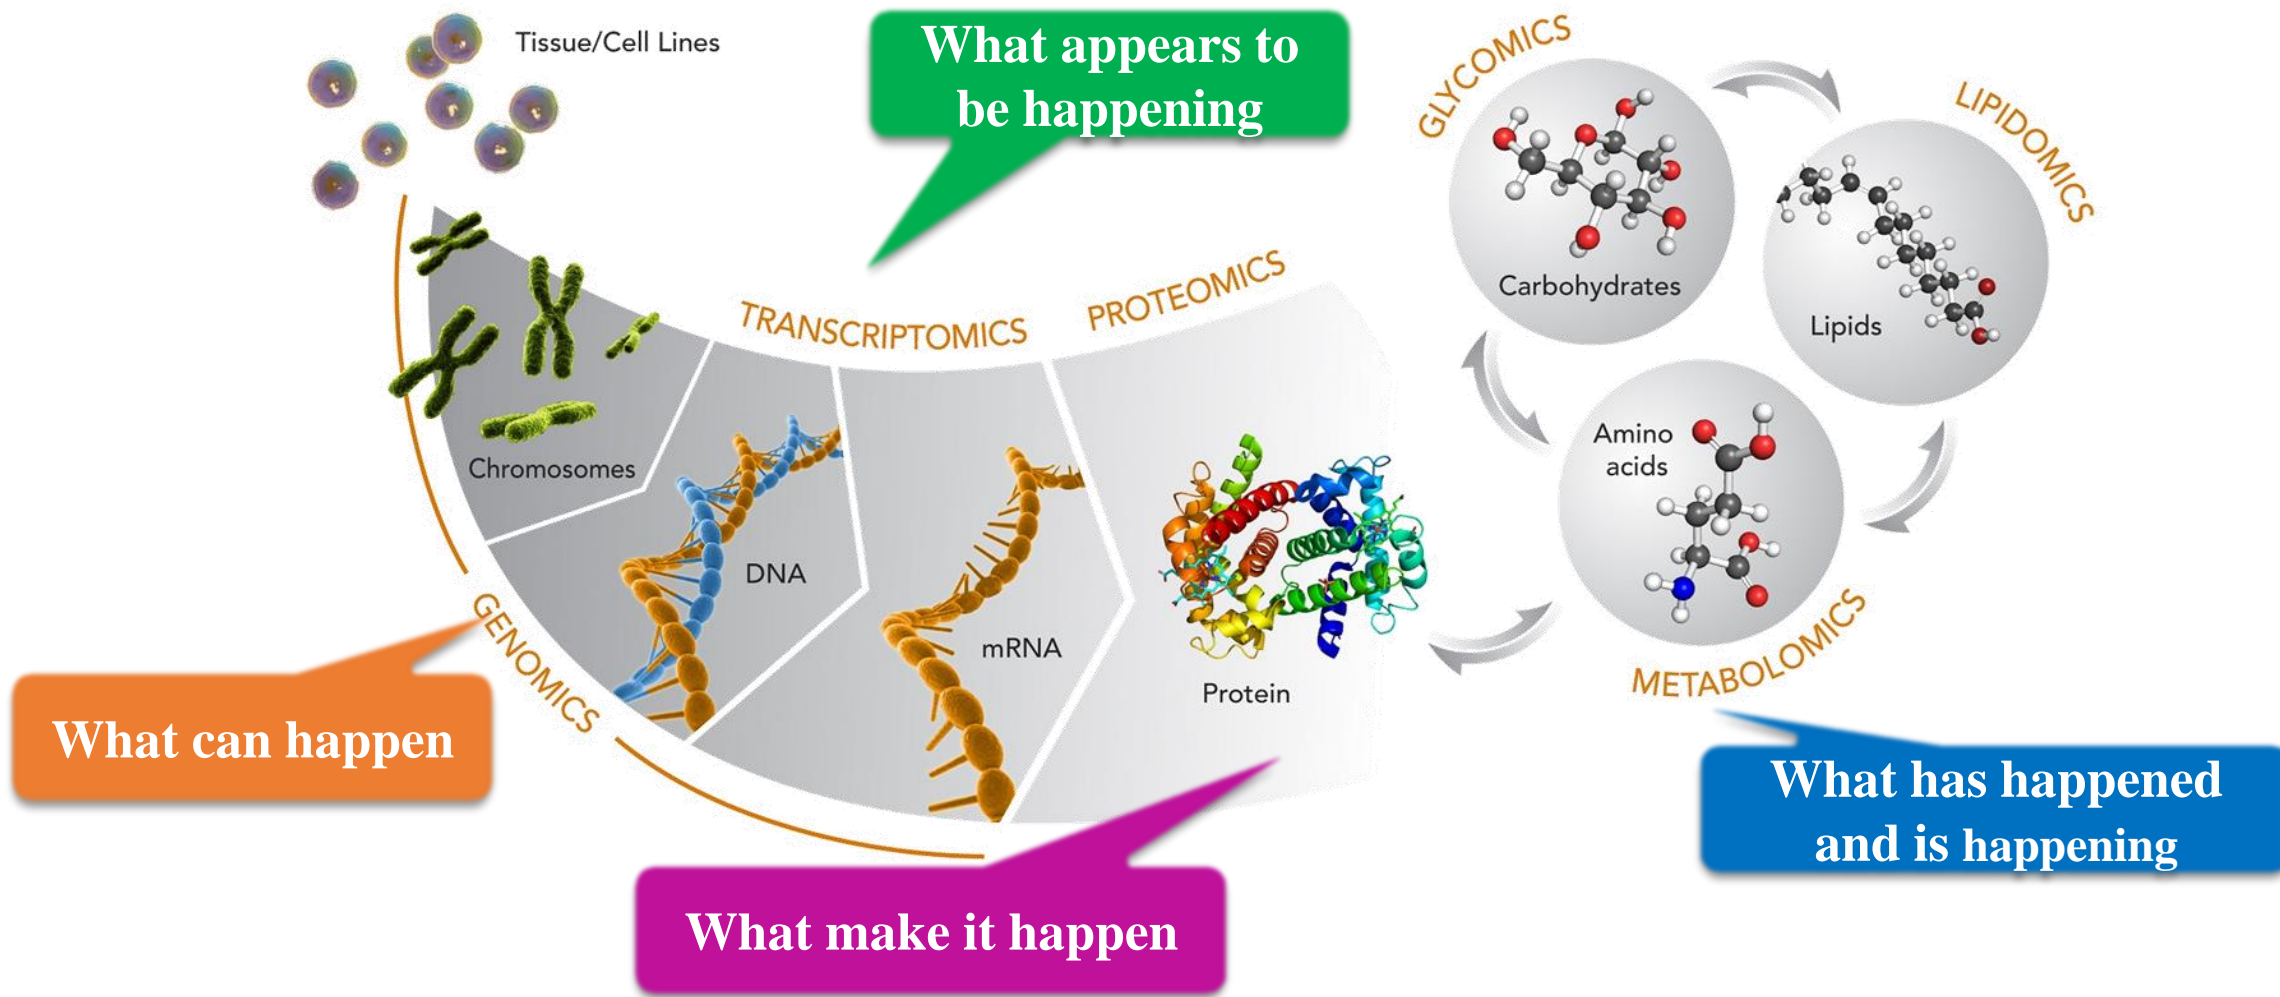 Tissue/Cell Lines
What appears to
be happening
GLYCOMICS
LIPIDOMICS
Carbohydrates
Lipids
TRANSCRIPTOMICS
PROTEOMICS
Chromosomes
DNA
mRNA
Protein
Amino
acids
GENOMICS
METABOLOMICS
What can happen
What make it happen
What has happened
and is happening